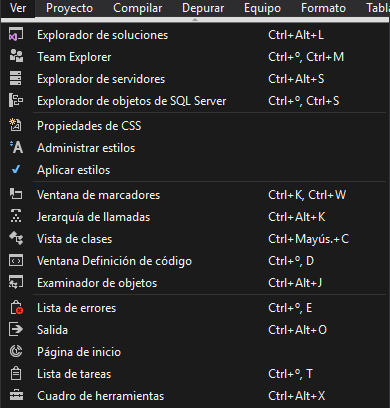 Ver Proyecto Compilar Depurar Equipo Formato Tabla
Explorador de soluciones Ctrl+Alt+L
Team Explorer Ctrl+º, Ctrl+M
Explorador de servidores Ctrl+Alt+S
Explorador de objetos de SQL Server Ctrl+º, Ctrl+S
Propiedades de CSS
Administrar estilos
Aplicar estilos
Ventana de marcadores Ctrl+K, Ctrl+W
Jerarquía de llamadas Ctrl+Alt+K
Vista de clases Ctrl+Mayús.+C
Ventana Definición de código Ctrl+º, D
Examinador de objetos Ctrl+Alt+J
Lista de errores Ctrl+º, E
Salida Ctrl+Alt+O
Página de inicio
Lista de tareas Ctrl+º, T
Cuadro de herramientas Ctrl+Alt+X